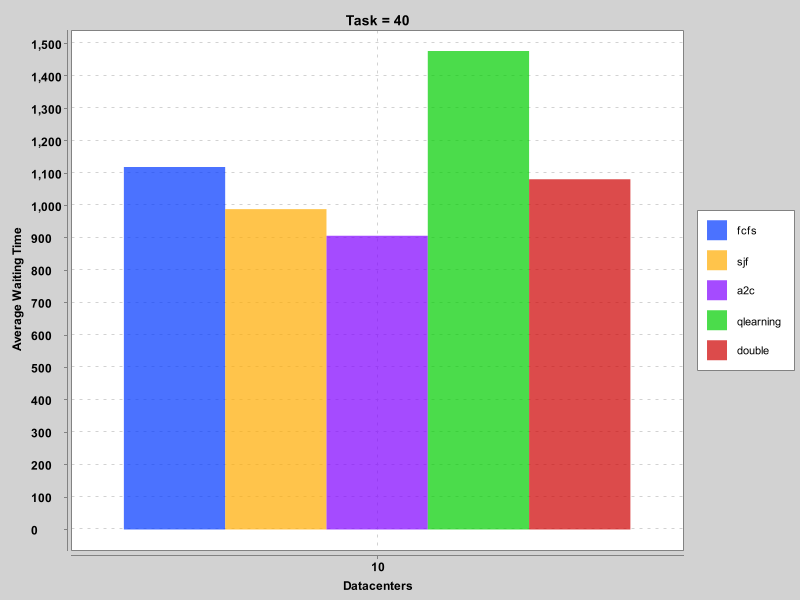 Task = 40
Average Waiting Time
1,500
1,400
1,300
1,200
1,100
1,000
900
800
700
600
500
400
300
200
100
0
10
Datacenters
fcfs
sjf
a2c
qlearning
double